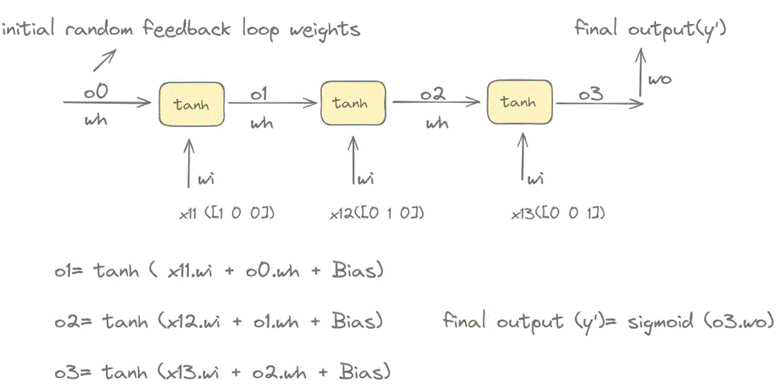 initial random feedback loop weights
final output(y')
o0
o1
o2
o3
wo
tanh
tanh
tanh
wh
wh
wh
wi
wi
wi
x11 ([1 0 0])
x12([0 1 0])
x13([0 0 1])
o1= tanh ( x11.wi + o0.wh + Bias)
o2= tanh (x12.wi + o1.wh + Bias)
final output (y')= sigmoid (o3.wo)
o3= tanh (x13.wi + o2.wh + Bias)